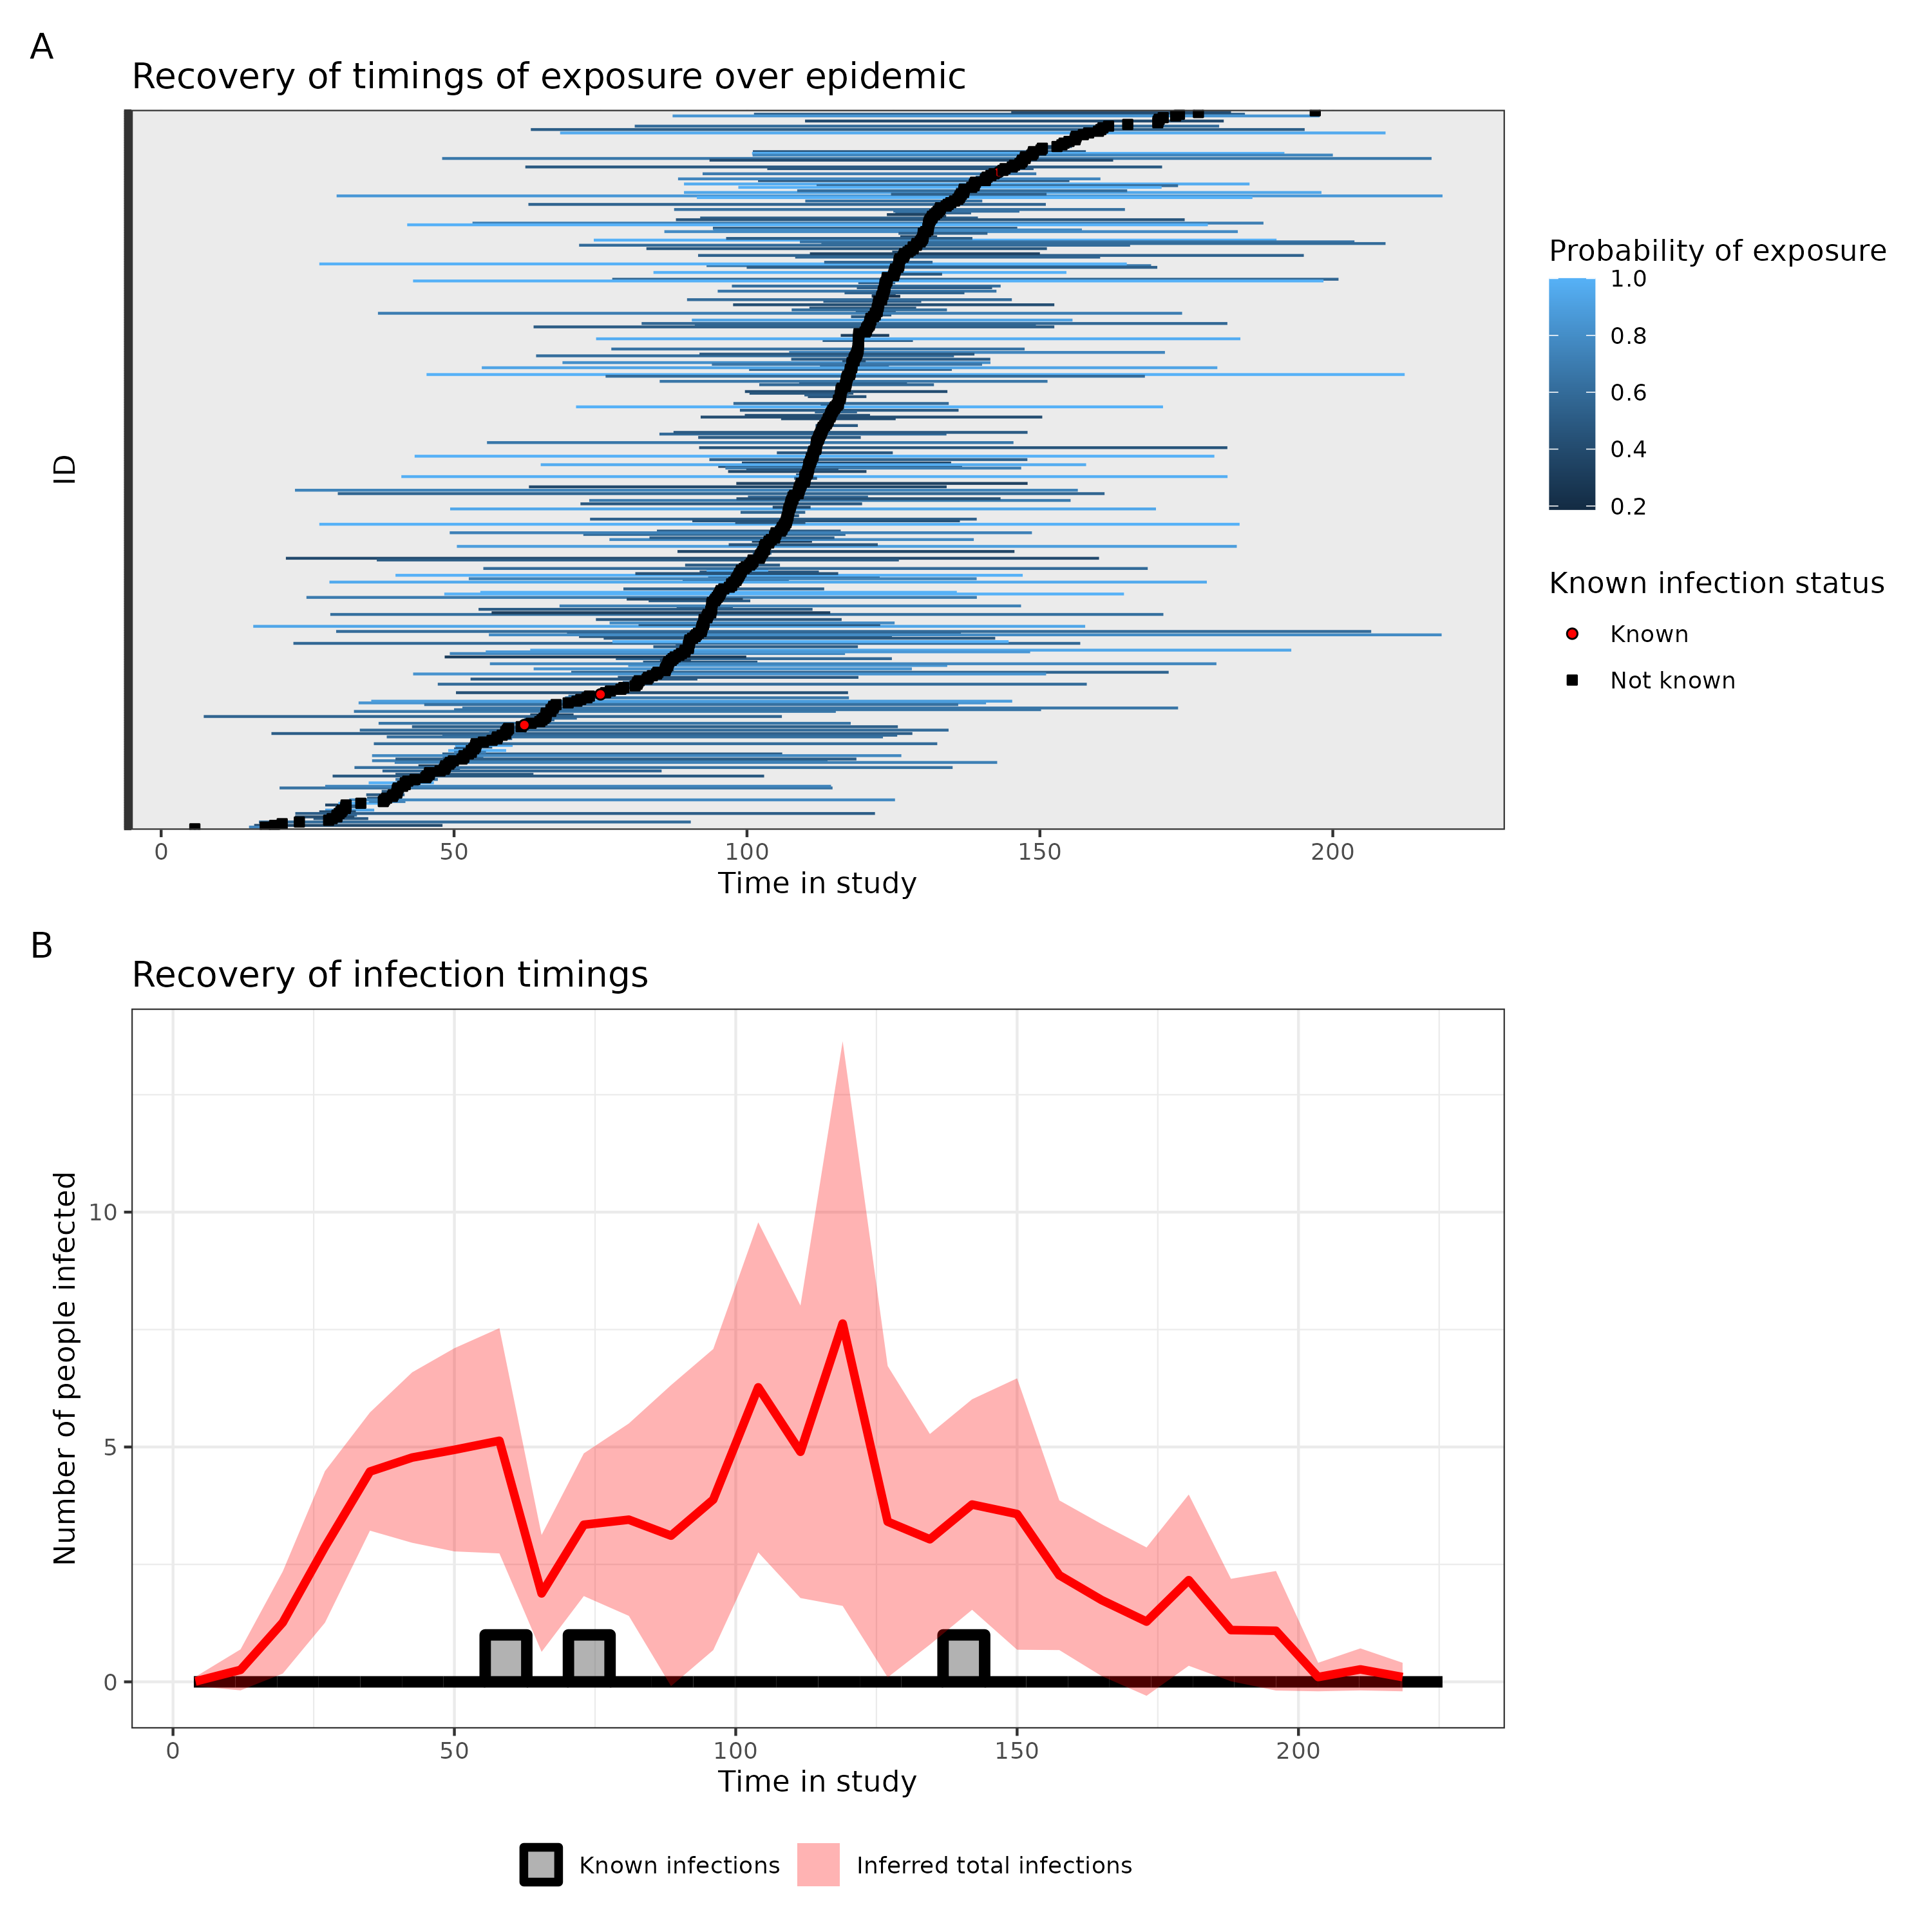 A
Recovery of timings of exposure over epidemic
ID
0 50 100 150 200
Time in study
Probability of exposure
1.0
0.8
0.6
0.4
0.2
Known infection status
Known
Not known
B
Recovery of infection timings
Number of people infected
10
5
0
0 50 100 150 200
Time in study
Known infections Inferred total infections